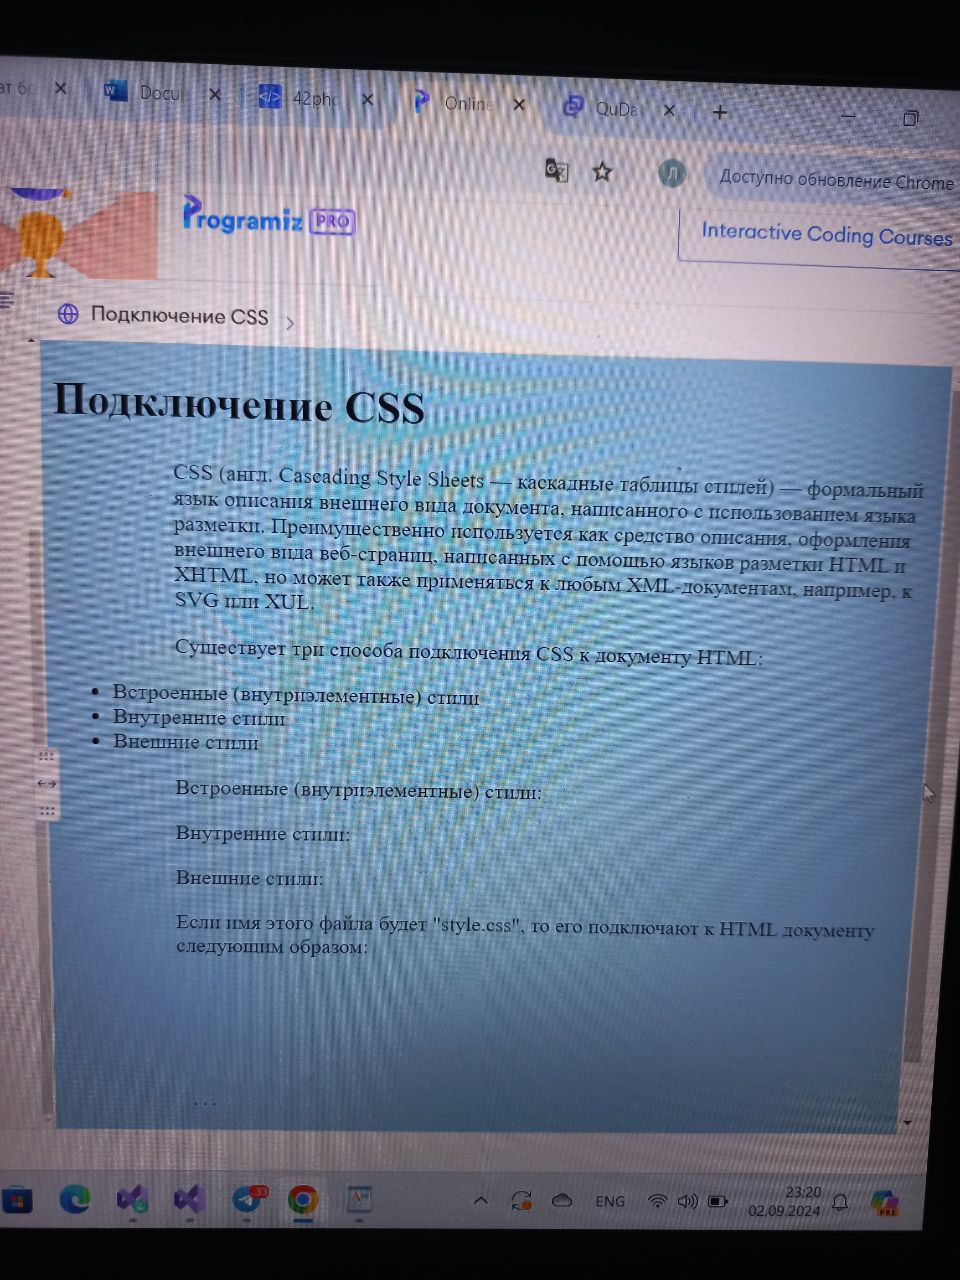 Docu
42pho
Online
QuDa
Доступно обновление Chrome
Programiz PRO
Interactive Coding Courses
Подключение CSS
Подключение CSS
CSS (англ. Cascading Style Sheets — каскадные таблицы стилей) — формальный
язык описания внешнего вида документа, написанного с использованием языка
разметки. Преимущественно используется как средство описания, оформления
внешнего вида веб-страниц, написанных с помощью языков разметки HTML и
XHTML, но может также применяться к любым XML-документам, например, к
SVG или XUL.
Существует три способа подключения CSS к документу HTML:
• Встроенные (внутриэлементные) стили
• Внутренние стили
• Внешние стили
Встроенные (внутриэлементные) стили:
Внутренние стили:
Внешние стили:
Если имя этого файла будет "style.css", то его подключают к HTML документу
следующим образом:
...
33
ENG
23:20
02.09.2024
PRE